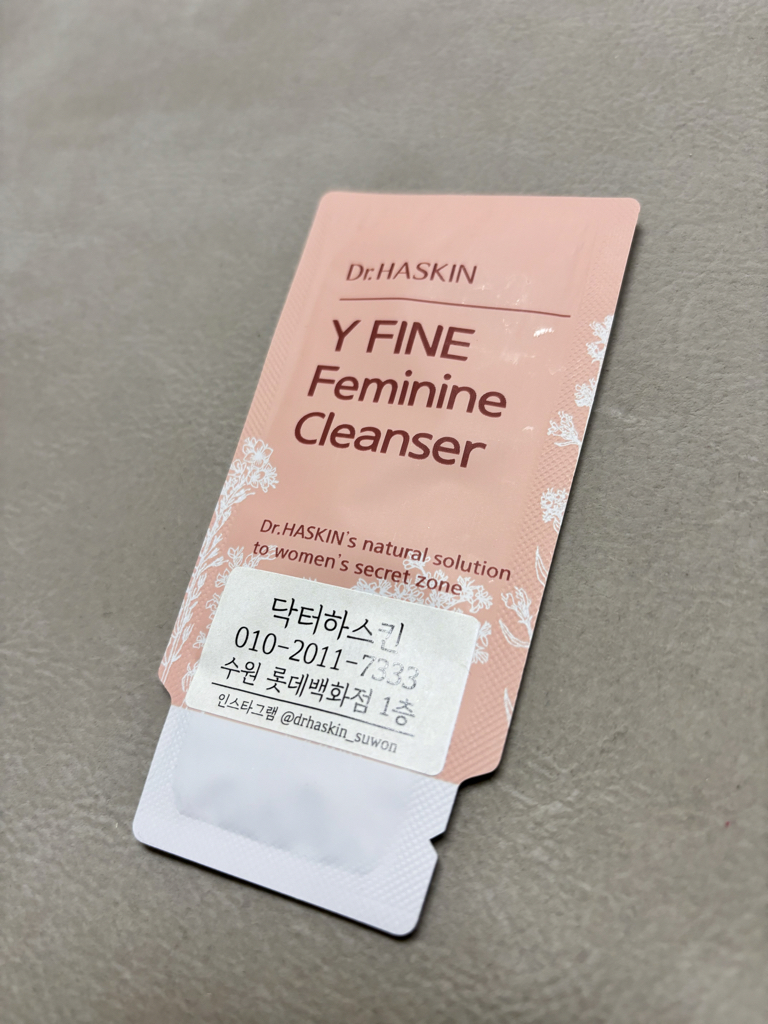 Dr.HASKIN
Y FINE
Feminine
Cleanser
Dr.HASKIN's natural solution
to women's secret zone
닥터하스킨
010-2011-7333
수원 롯데백화점 1층
인스타그램 @drhaskin_suwon